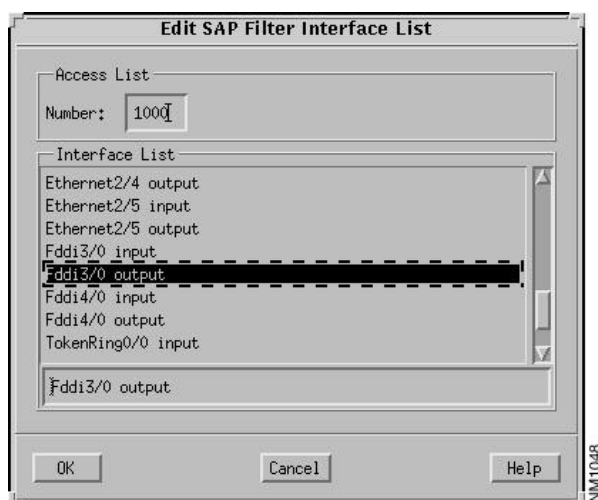 Edit SAP Filter Interface List
Access List
Number: 1000
Interface List
Ethernet2/4 output
Ethernet2/5 input
Ethernet2/5 output
Fddi3/0 input
Fddi3/0 output
Fddi4/0 input
Fddi4/0 output
TokenRing0/0 input
Fddi3/0 output
OK Cancel Help
NM1048